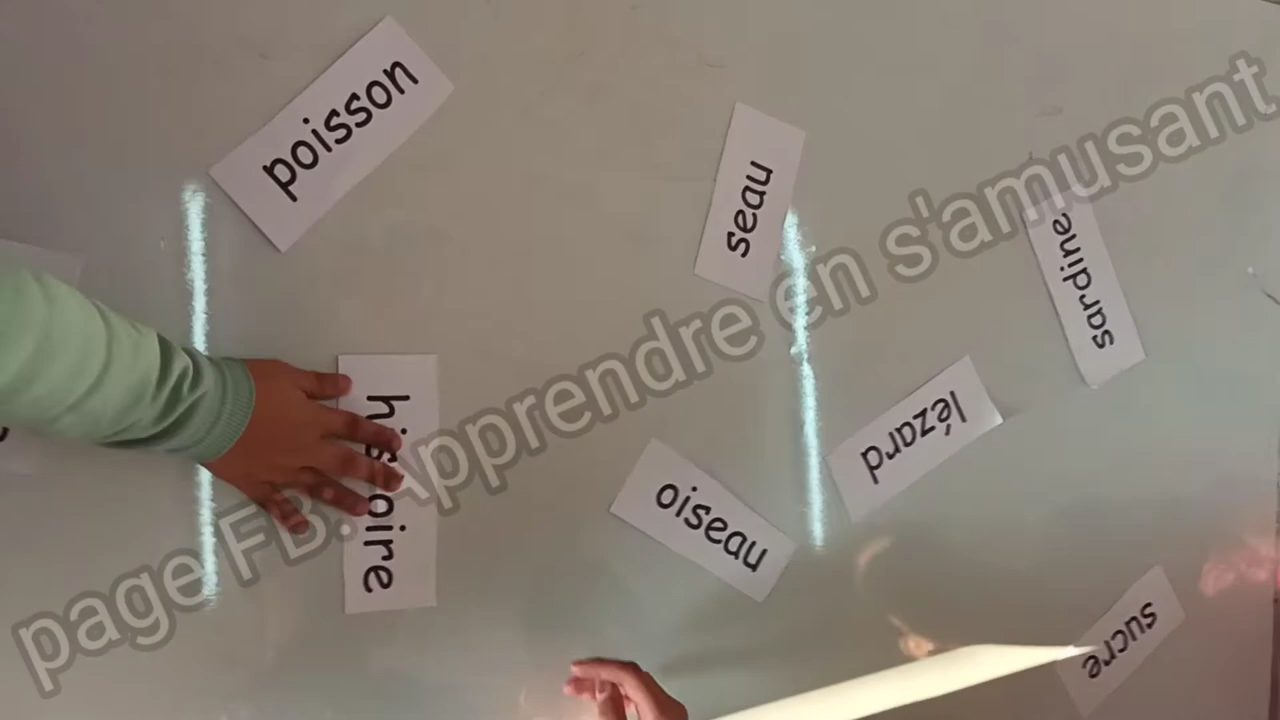 poisson
seau
sardine
histoire
lézard
oiseau
sucre
page FB: Apprendre en s'amusant